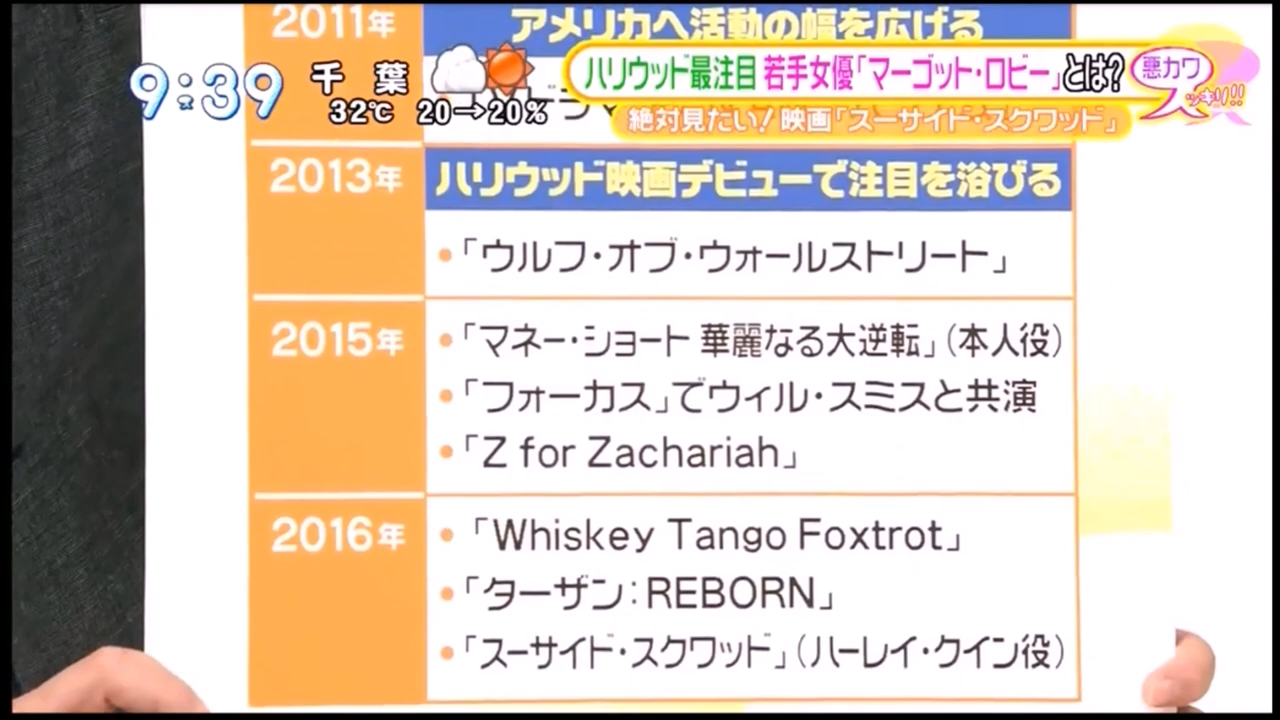 2011年
アメリカへ活動の幅を広げる
9:39
千葉
32℃ 20→20%
ハリウッド最注目 若手女優「マーゴット・ロビー」とは?
悪カワ
ッキリ!!
絶対見たい!映画「スーサイド・スクワッド」
2013年
ハリウッド映画デビューで注目を浴びる
•「ウルフ・オブ・ウォールストリート」
2015年
•「マネー・ショート 華麗なる大逆転」(本人役)
•「フォーカス」でウィル・スミスと共演
•「Z for Zachariah」
2016年
•「Whiskey Tango Foxtrot」
•「ターザン:REBORN」
•「スーサイド・スクワッド」(ハーレイ・クイン役)